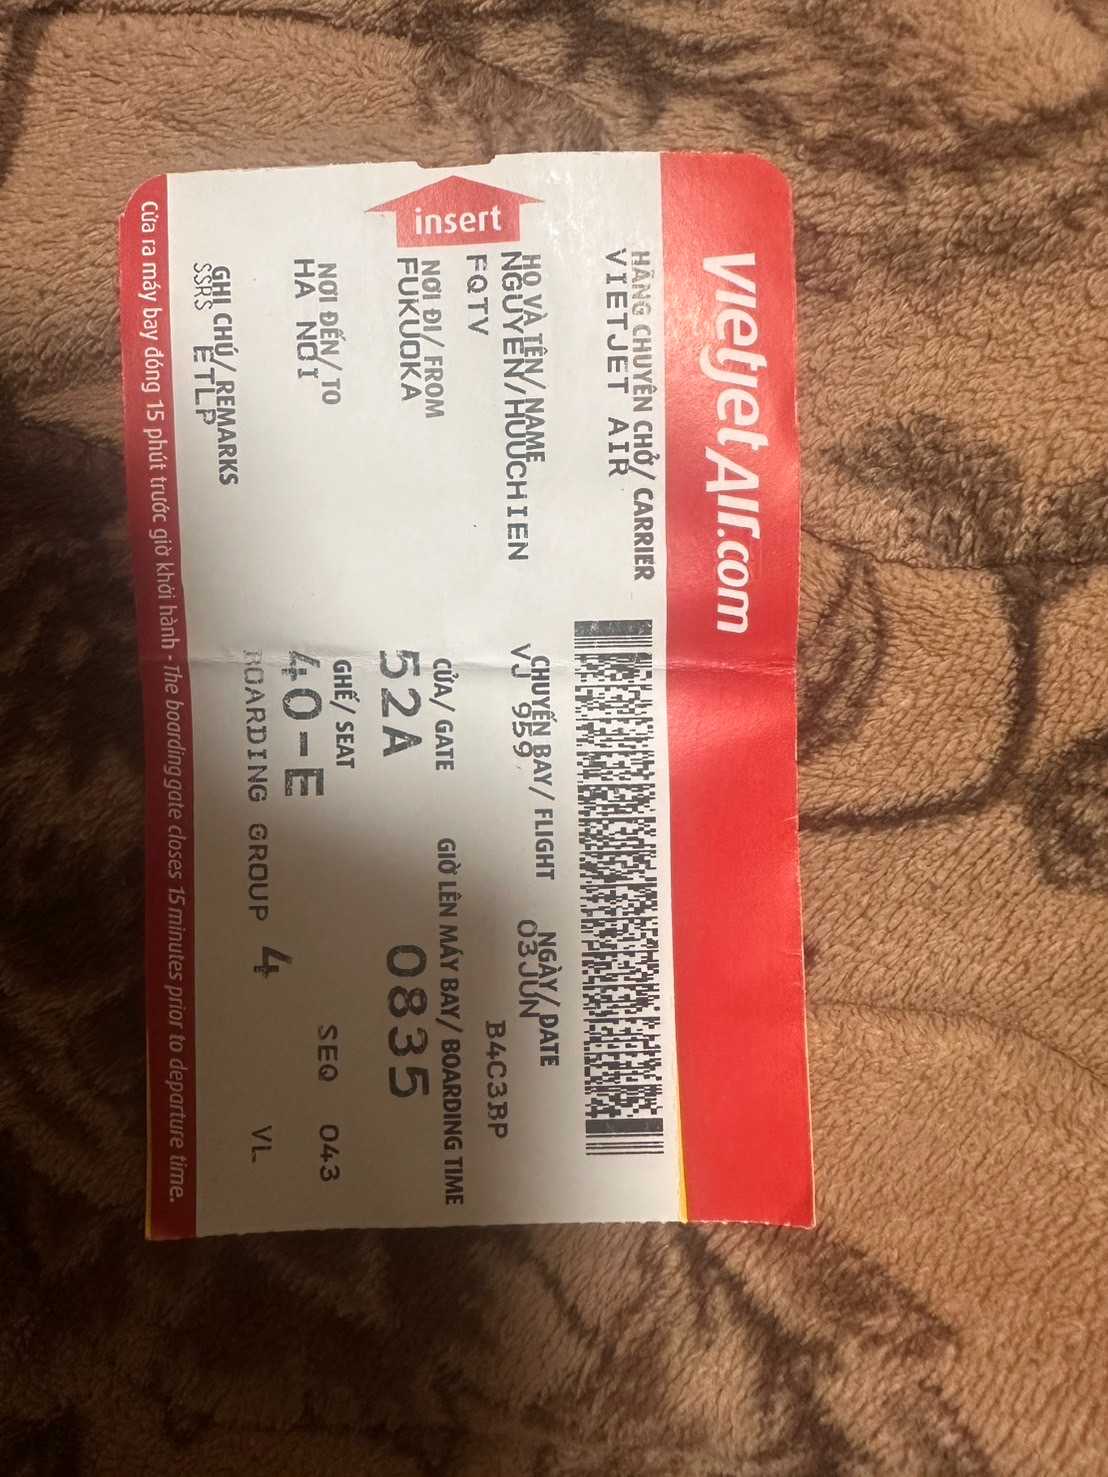 vietjetAir.com
HÃNG CHUYÊN CHỞ/ CARRIER
VIETJET AIR
insert
HỌ VÀ TÊN/ NAME
NGUYEN/HUUCHIEN
FQTV
CHUYẾN BAY/ FLIGHT
VJ 959
NGÀY/ DATE
03JUN
B4C3BP
NƠI ĐI/ FROM
FUKUOKA
CỬA/ GATE
52A
GIỜ LÊN MÁY BAY/ BOARDING TIME
0835
NƠI ĐẾN/ TO
HA NOI
GHẾ/ SEAT
40-E
SEQ 043
GHI CHÚ/ REMARKS
SSRS ETLP
BOARDING GROUP 4
VL
Cửa ra máy bay đóng 15 phút trước giờ khởi hành - The boarding gate closes 15 minutes prior to departure time.